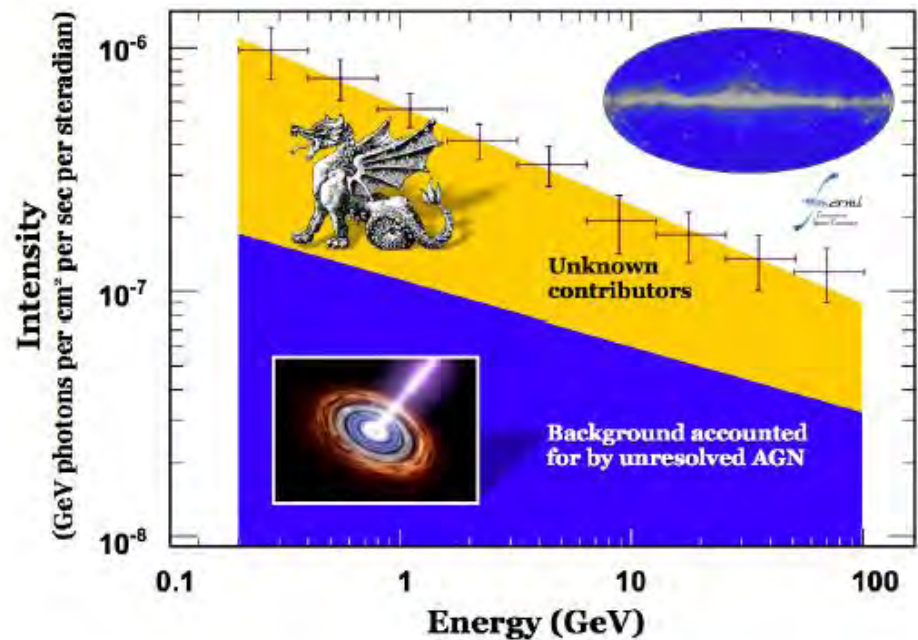 Intensity
(GeV photons per cm² per sec per steradian)
10⁻⁶
10⁻⁷
10⁻⁸
Unknown
contributors
Background accounted
for by unresolved AGN
0.1
1
10
100
Energy (GeV)